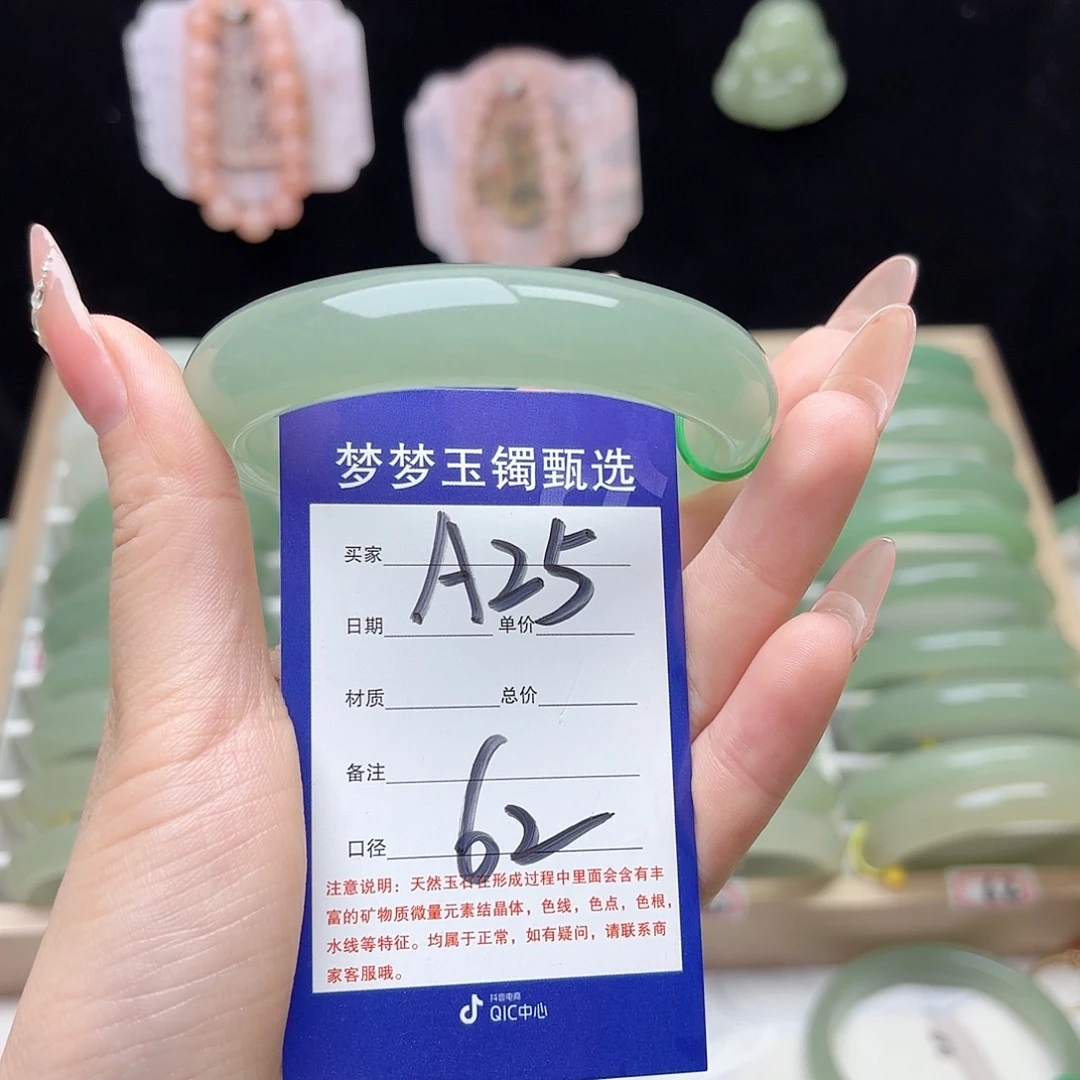 梦梦玉镯甄选
买家 A25
日期 单价
材质 总价
备注
口径 62
注意说明：天然玉石在形成过程中里面会含有丰
富的矿物质微量元素结晶体，色线，色点，色根，
水线等特征。均属于正常，如有疑问，请联系商
家客服哦。
抖音电商
QIC中心